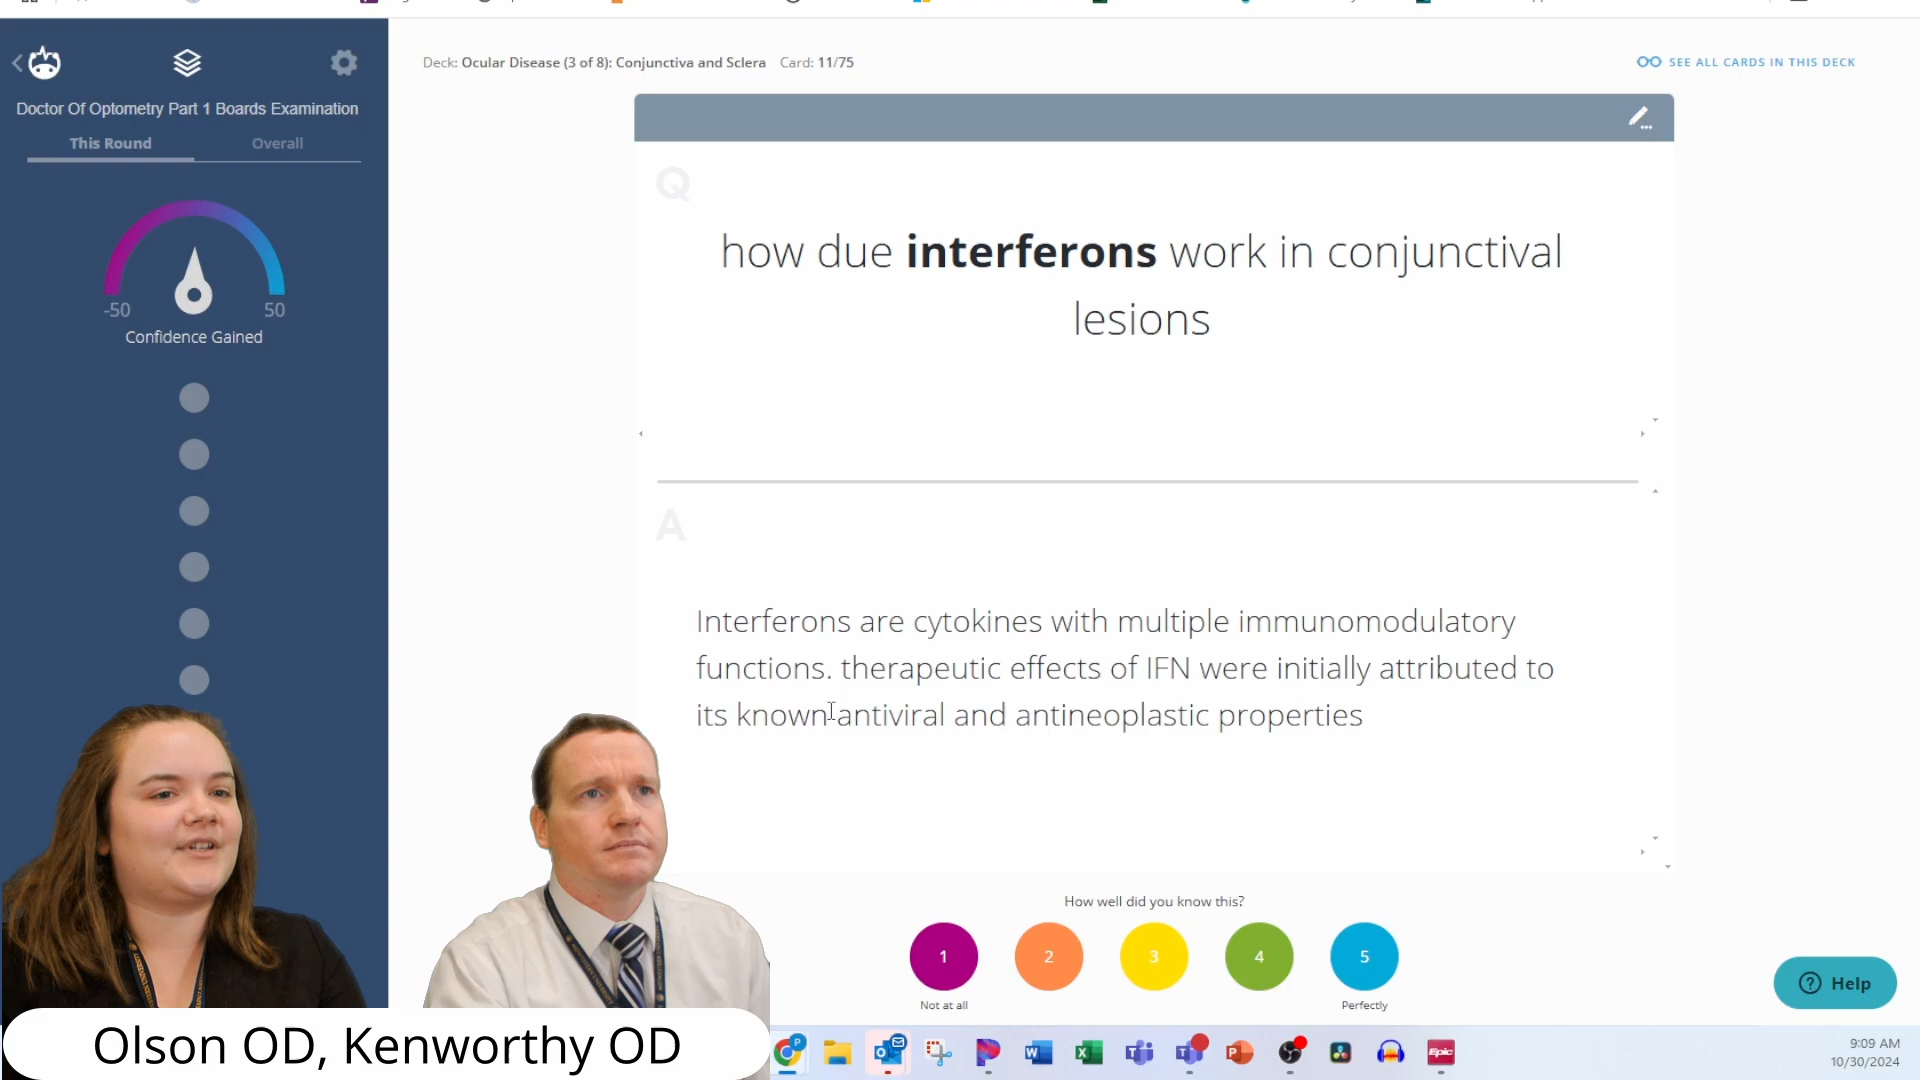 Deck: Ocular Disease (3 of 8): Conjunctiva and Sclera Card: 11/75
SEE ALL CARDS IN THIS DECK
Doctor Of Optometry Part 1 Boards Examination
This Round
Overall
-50
50
Confidence Gained
Q
how due interferons work in conjunctival
lesions
A
Interferons are cytokines with multiple immunomodulatory
functions. therapeutic effects of IFN were initially attributed to
its known antiviral and antineoplastic properties
How well did you know this?
1
2
3
4
5
Not at all
Perfectly
Help
Olson OD, Kenworthy OD
Epic
9:09 AM
10/30/2024